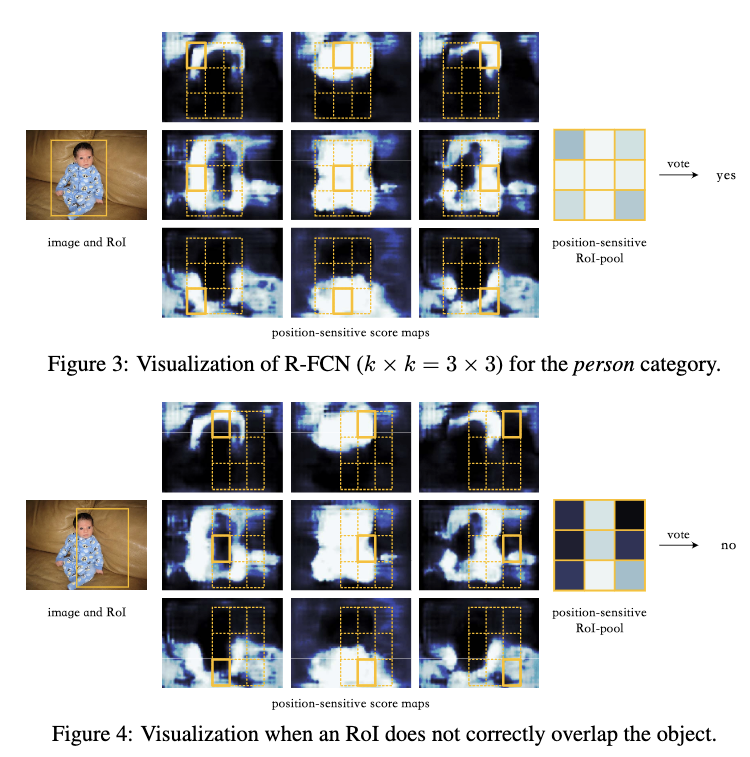 vote
yes
image and RoI
position-sensitive
RoI-pool
position-sensitive score maps
Figure 3: Visualization of R-FCN (k × k = 3 × 3) for the person category.
vote
no
image and RoI
position-sensitive
RoI-pool
position-sensitive score maps
Figure 4: Visualization when an RoI does not correctly overlap the object.